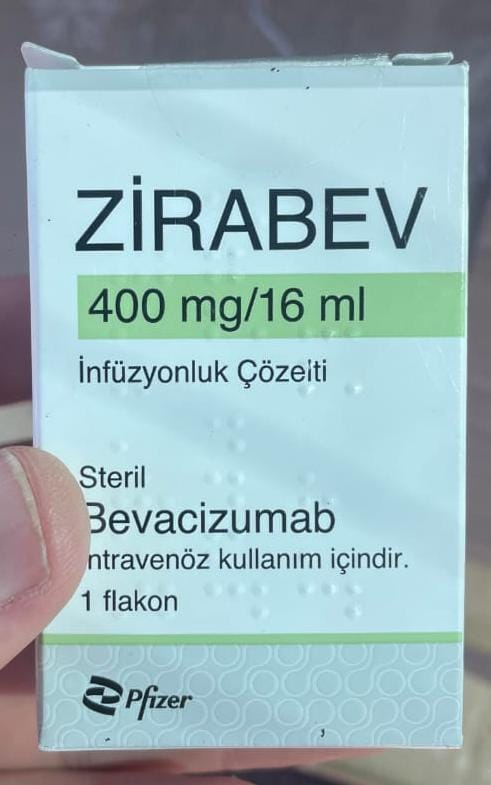 ZİRABEV
400 mg/16 ml
İnfüzyonluk Çözelti
Steril
Bevacizumab
ntravenöz kullanım içindir.
1 flakon
Pfizer